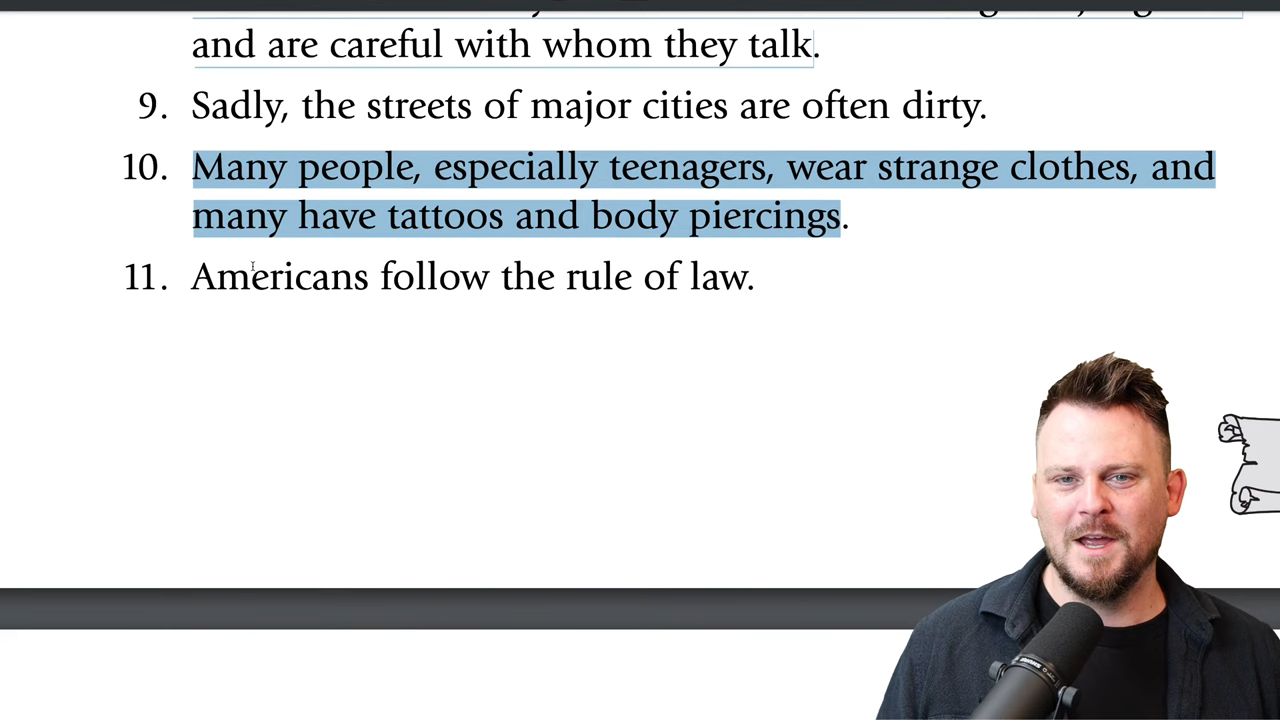 and are careful with whom they talk.
9. Sadly, the streets of major cities are often dirty.
10. Many people, especially teenagers, wear strange clothes, and
many have tattoos and body piercings.
11. Americans follow the rule of law.